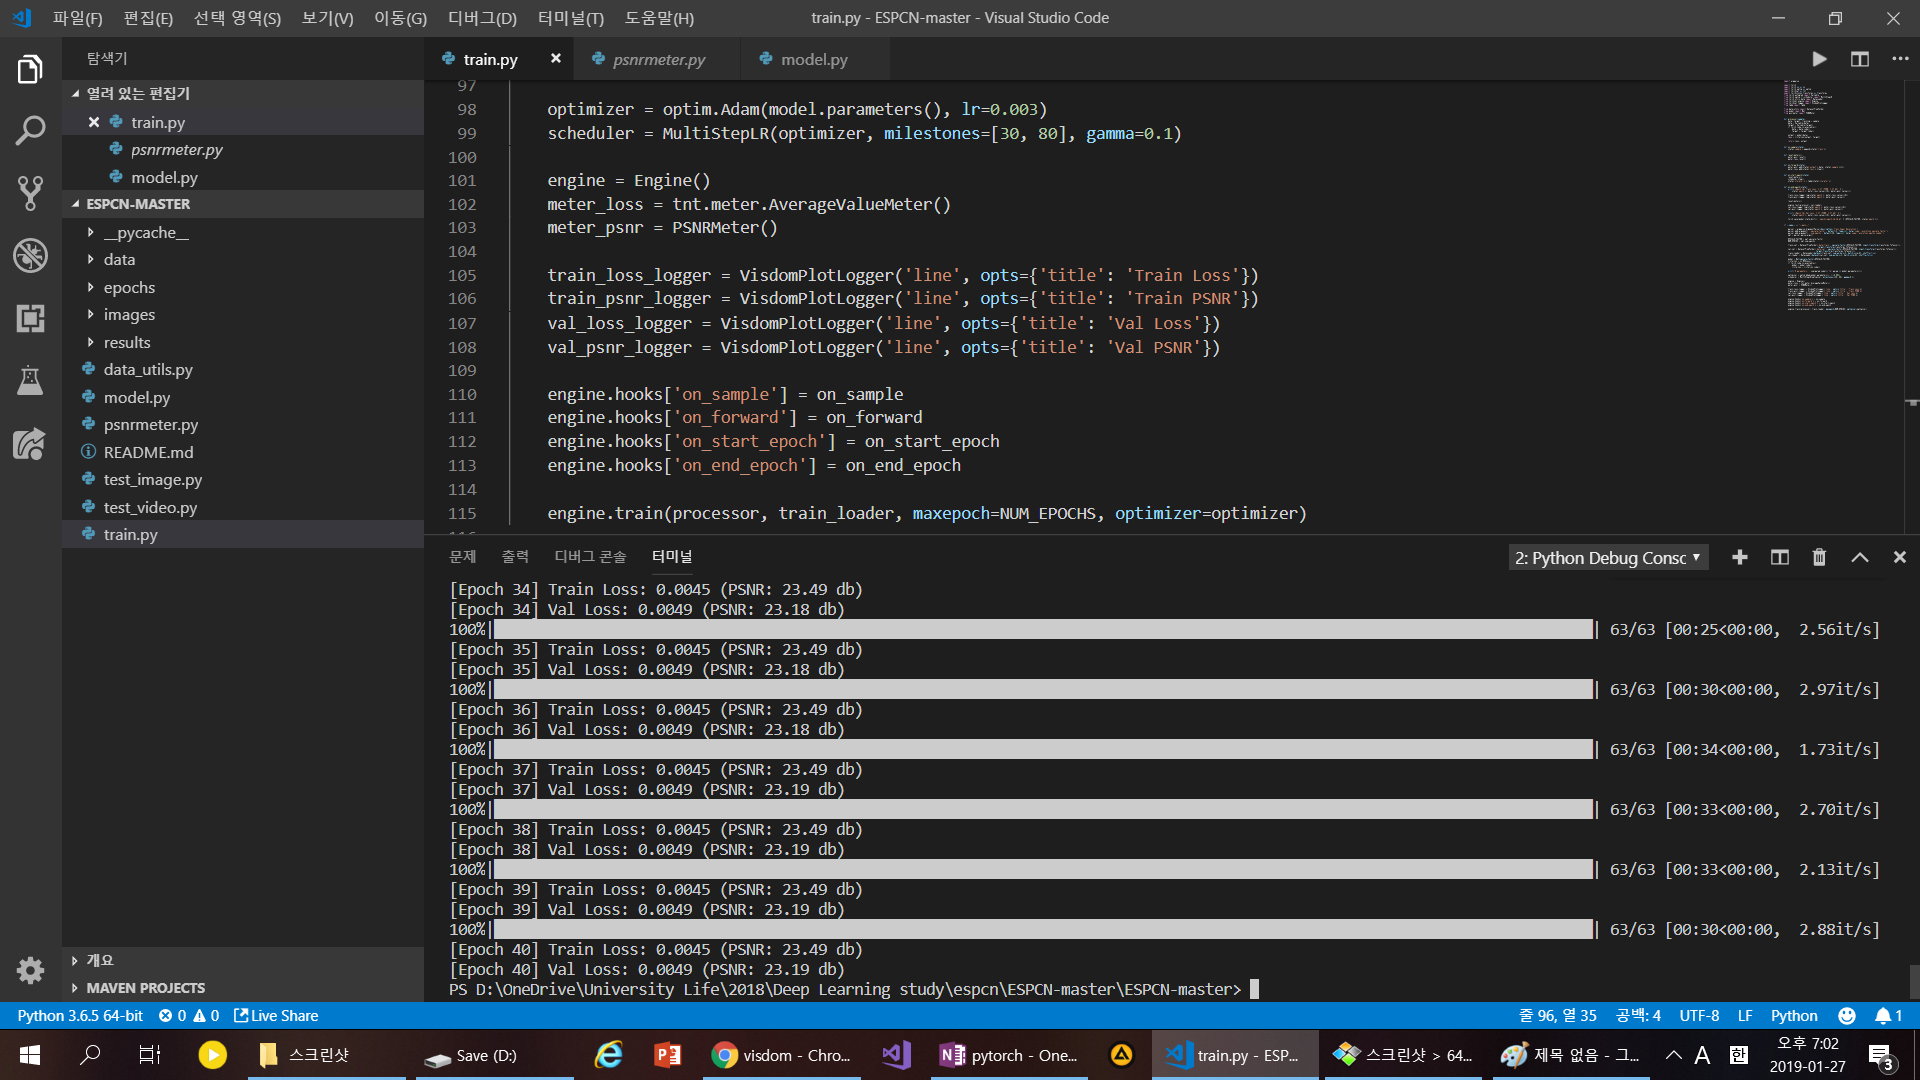 파일(F) 편집(E) 선택 영역(S) 보기(V) 이동(G) 디버그(D) 터미널(T) 도움말(H) train.py - ESPCN-master - Visual Studio Code
탐색기
열려 있는 편집기
train.py
psnrmeter.py
model.py
ESPCN-MASTER
__pycache__
data
epochs
images
results
data_utils.py
model.py
psnrmeter.py
README.md
test_image.py
test_video.py
train.py
개요
MAVEN PROJECTS
train.py psnrmeter.py model.py
97
98 optimizer = optim.Adam(model.parameters(), lr=0.003)
99 scheduler = MultiStepLR(optimizer, milestones=[30, 80], gamma=0.1)
100
101 engine = Engine()
102 meter_loss = tnt.meter.AverageValueMeter()
103 meter_psnr = PSNRMeter()
104
105 train_loss_logger = VisdomPlotLogger('line', opts={'title': 'Train Loss'})
106 train_psnr_logger = VisdomPlotLogger('line', opts={'title': 'Train PSNR'})
107 val_loss_logger = VisdomPlotLogger('line', opts={'title': 'Val Loss'})
108 val_psnr_logger = VisdomPlotLogger('line', opts={'title': 'Val PSNR'})
109
110 engine.hooks['on_sample'] = on_sample
111 engine.hooks['on_forward'] = on_forward
112 engine.hooks['on_start_epoch'] = on_start_epoch
113 engine.hooks['on_end_epoch'] = on_end_epoch
114
115 engine.train(processor, train_loader, maxepoch=NUM_EPOCHS, optimizer=optimizer)
문제 출력 디버그 콘솔 터미널 2: Python Debug Consc
[Epoch 34] Train Loss: 0.0045 (PSNR: 23.49 db)
[Epoch 34] Val Loss: 0.0049 (PSNR: 23.18 db)
100%| | 63/63 [00:25<00:00, 2.56it/s]
[Epoch 35] Train Loss: 0.0045 (PSNR: 23.49 db)
[Epoch 35] Val Loss: 0.0049 (PSNR: 23.18 db)
100%| | 63/63 [00:30<00:00, 2.97it/s]
[Epoch 36] Train Loss: 0.0045 (PSNR: 23.49 db)
[Epoch 36] Val Loss: 0.0049 (PSNR: 23.18 db)
100%| | 63/63 [00:34<00:00, 1.73it/s]
[Epoch 37] Train Loss: 0.0045 (PSNR: 23.49 db)
[Epoch 37] Val Loss: 0.0049 (PSNR: 23.19 db)
100%| | 63/63 [00:33<00:00, 2.70it/s]
[Epoch 38] Train Loss: 0.0045 (PSNR: 23.49 db)
[Epoch 38] Val Loss: 0.0049 (PSNR: 23.19 db)
100%| | 63/63 [00:33<00:00, 2.13it/s]
[Epoch 39] Train Loss: 0.0045 (PSNR: 23.49 db)
[Epoch 39] Val Loss: 0.0049 (PSNR: 23.19 db)
100%| | 63/63 [00:30<00:00, 2.88it/s]
[Epoch 40] Train Loss: 0.0045 (PSNR: 23.49 db)
[Epoch 40] Val Loss: 0.0049 (PSNR: 23.19 db)
PS D:\OneDrive\University Life\2018\Deep Learning study\espcn\ESPCN-master\ESPCN-master>
Python 3.6.5 64-bit 0 0 Live Share 줄 96, 열 35 공백: 4 UTF-8 LF Python 1
스크린샷 Save (D:) visdom - Chro... pytorch - One... train.py - ESP... 스크린샷 > 64... 제목 없음 - 그... A 한 오후 7:02
2019-01-27 3